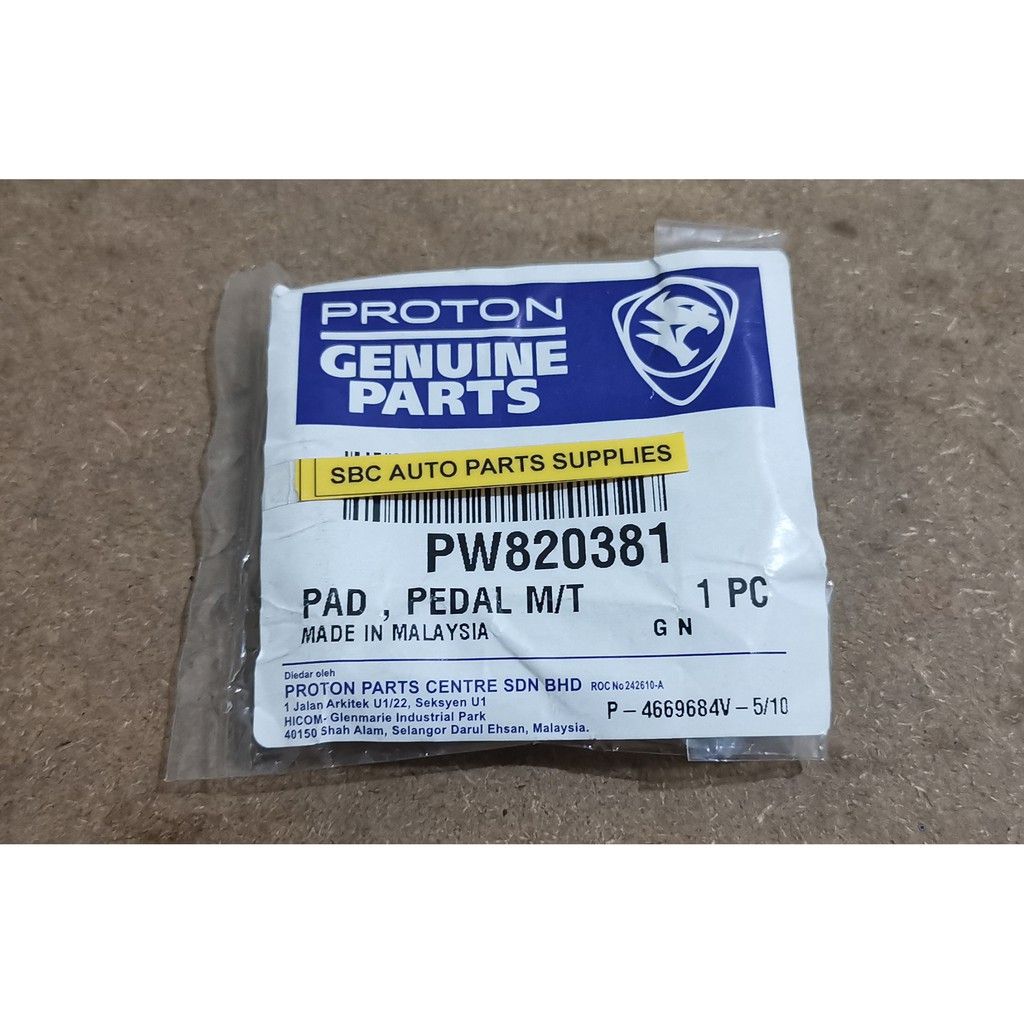 PROTON
GENUINE
PARTS
SBC AUTO PARTS SUPPLIES
PW820381
PAD , PEDAL M/T 1 PC
MADE IN MALAYSIA G N
Diedar oleh
PROTON PARTS CENTRE SDN BHD ROC No 242610-A
1 Jalan Arkitek U1/22, Seksyen U1
HICOM- Glenmarie Industrial Park
40150 Shah Alam, Selangor Darul Ehsan, Malaysia.
P-4669684V-5/10